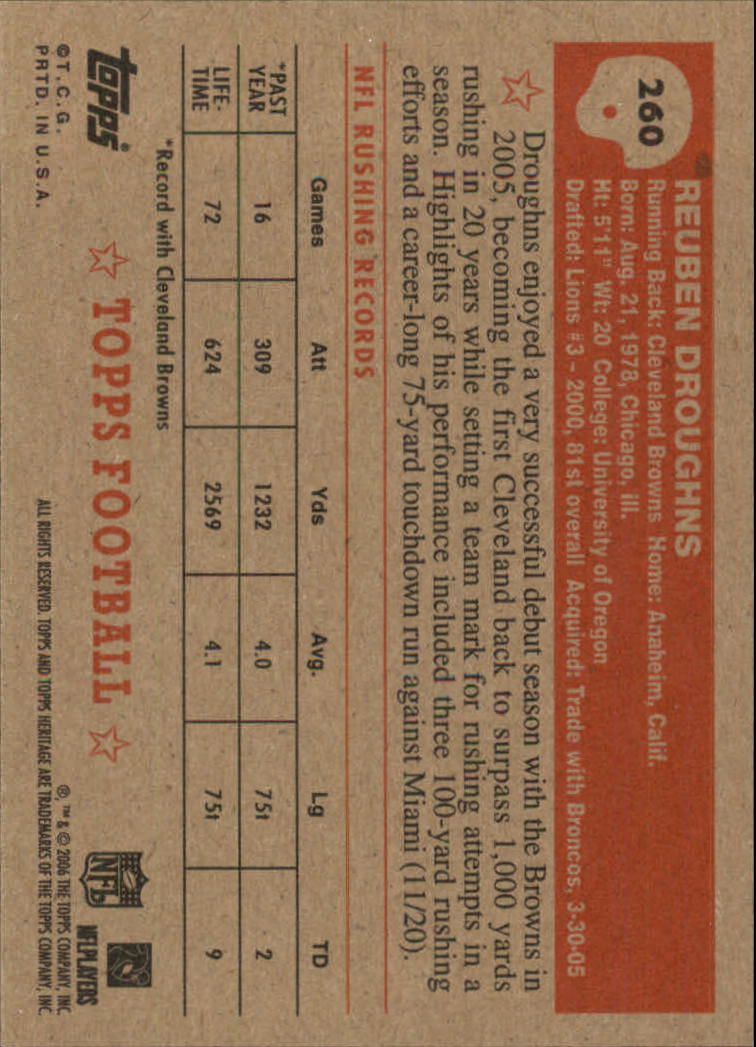 260
REUBEN DROUGHNS
Running Back: Cleveland Browns Home: Anaheim, Calif.
Born: Aug. 21, 1978, Chicago, Ill.
Ht: 5'11" Wt: 20 College: University of Oregon
Drafted: Lions #3 - 2000, 81st overall Acquired: Trade with Broncos, 3-30-05
Droughns enjoyed a very successful debut season with the Browns in
2005, becoming the first Cleveland back to surpass 1,000 yards
rushing in 20 years while setting a team mark for rushing attempts in a
season. Highlights of his performance included three 100-yard rushing
efforts and a career-long 75-yard touchdown run against Miami (11/20).
NFL RUSHING RECORDS
Games Att Yds Avg. Lg TD
*PAST YEAR 16 309 1232 4.0 75t 2
LIFE-TIME 72 624 2569 4.1 75t 9
*Record with Cleveland Browns
topps®
TOPPS FOOTBALL
NFL
NFLPLAYERS
©T.C.G.
PRTD. IN U.S.A.
®, ™ & © 2006 THE TOPPS COMPANY, INC.
ALL RIGHTS RESERVED. TOPPS AND TOPPS HERITAGE ARE TRADEMARKS OF THE TOPPS COMPANY, INC.